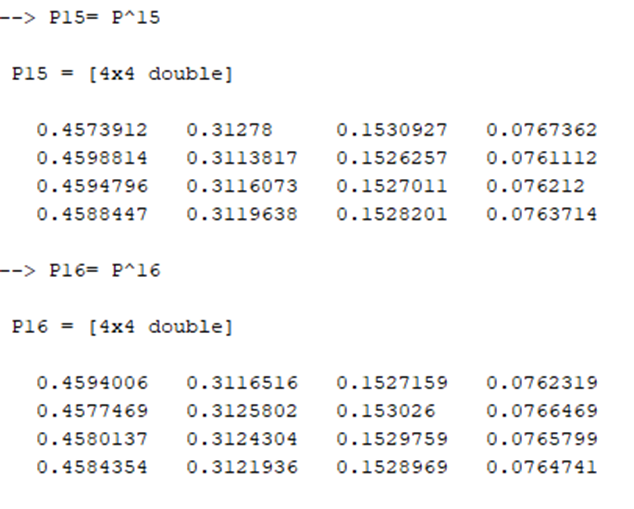 --> P15= P^15
P15 = [4x4 double]
0.4573912 0.31278 0.1530927 0.0767362
0.4598814 0.3113817 0.1526257 0.0761112
0.4594796 0.3116073 0.1527011 0.076212
0.4588447 0.3119638 0.1528201 0.0763714
--> P16= P^16
P16 = [4x4 double]
0.4594006 0.3116516 0.1527159 0.0762319
0.4577469 0.3125802 0.153026 0.0766469
0.4580137 0.3124304 0.1529759 0.0765799
0.4584354 0.3121936 0.1528969 0.0764741